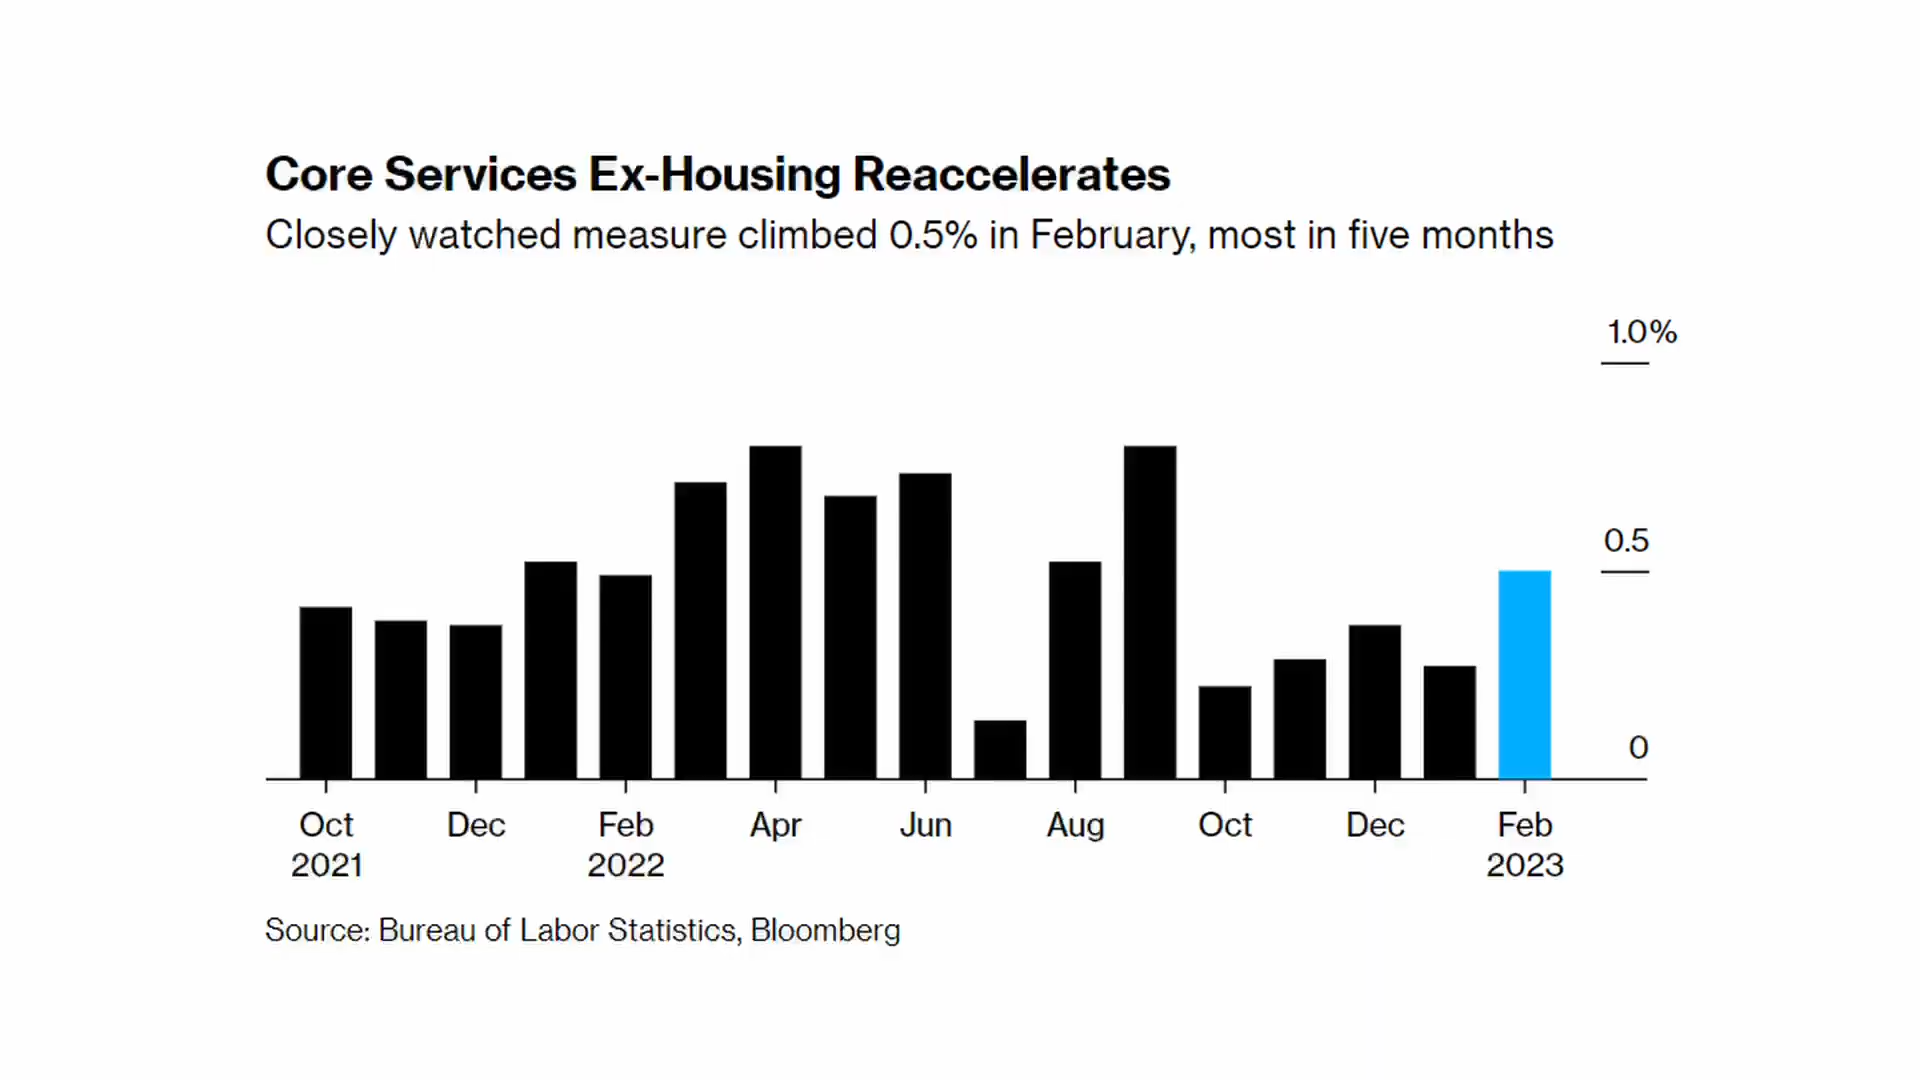 Core Services Ex-Housing Reaccelerates
Closely watched measure climbed 0.5% in February, most in five months
1.0%
0.5
0
Oct Dec Feb Apr Jun Aug Oct Dec Feb
2021 2022 2023
Source: Bureau of Labor Statistics, Bloomberg